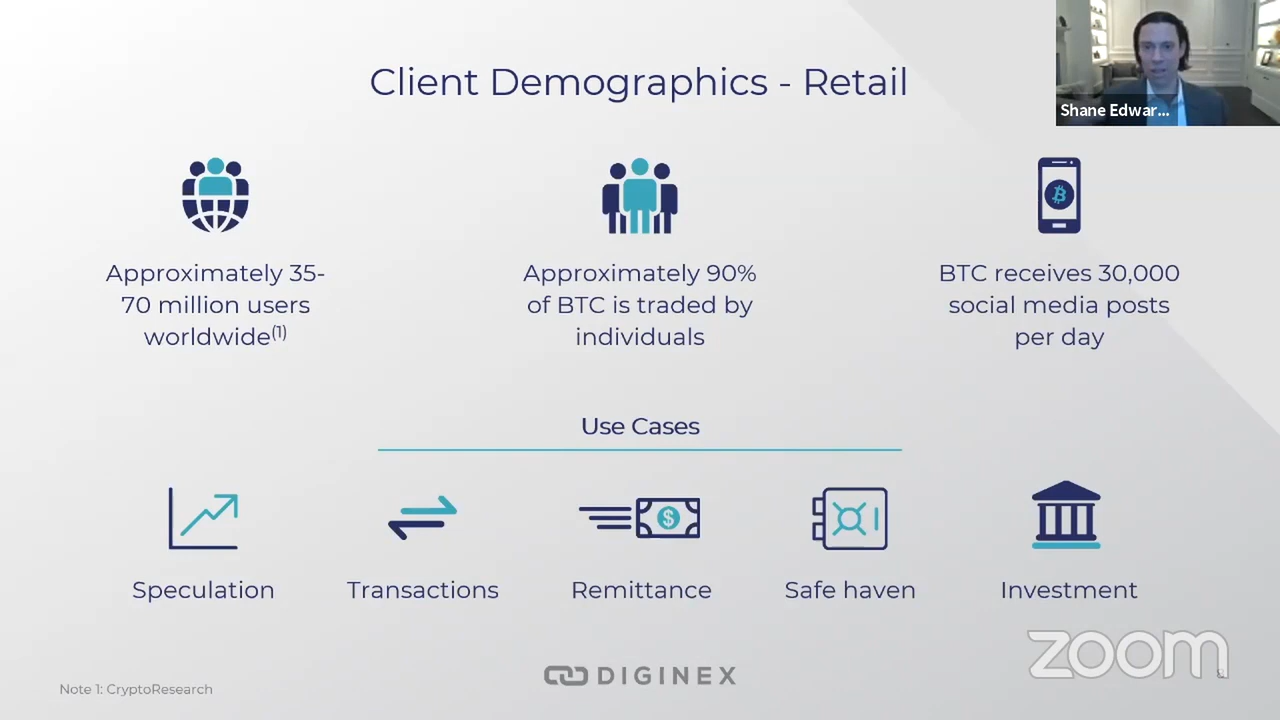 Client Demographics - Retail
Shane Edwar...
Approximately 35-
70 million users
worldwide(1)
Approximately 90%
of BTC is traded by
individuals
BTC receives 30,000
social media posts
per day
Use Cases
$
Speculation
Transactions
Remittance
Safe haven
Investment
zoom
DIGINEX
8
Note 1: CryptoResearch